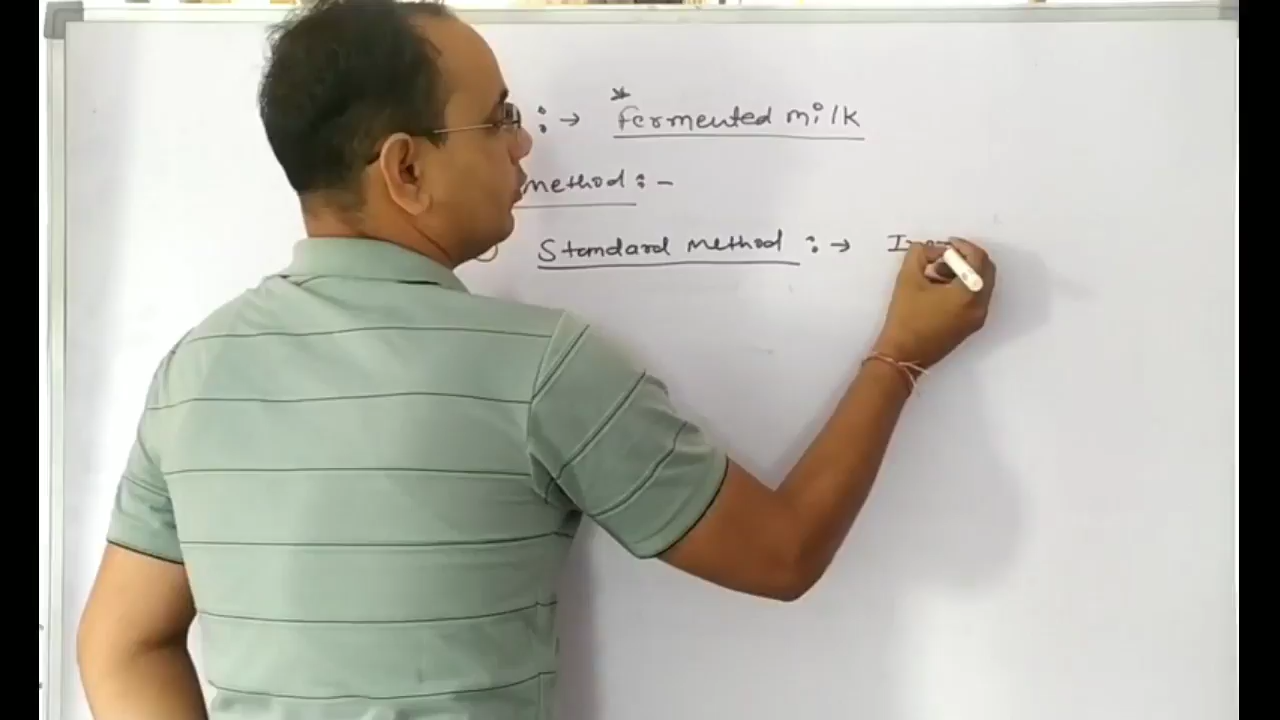 :→ * fermented milk
method :-
Standard method :→